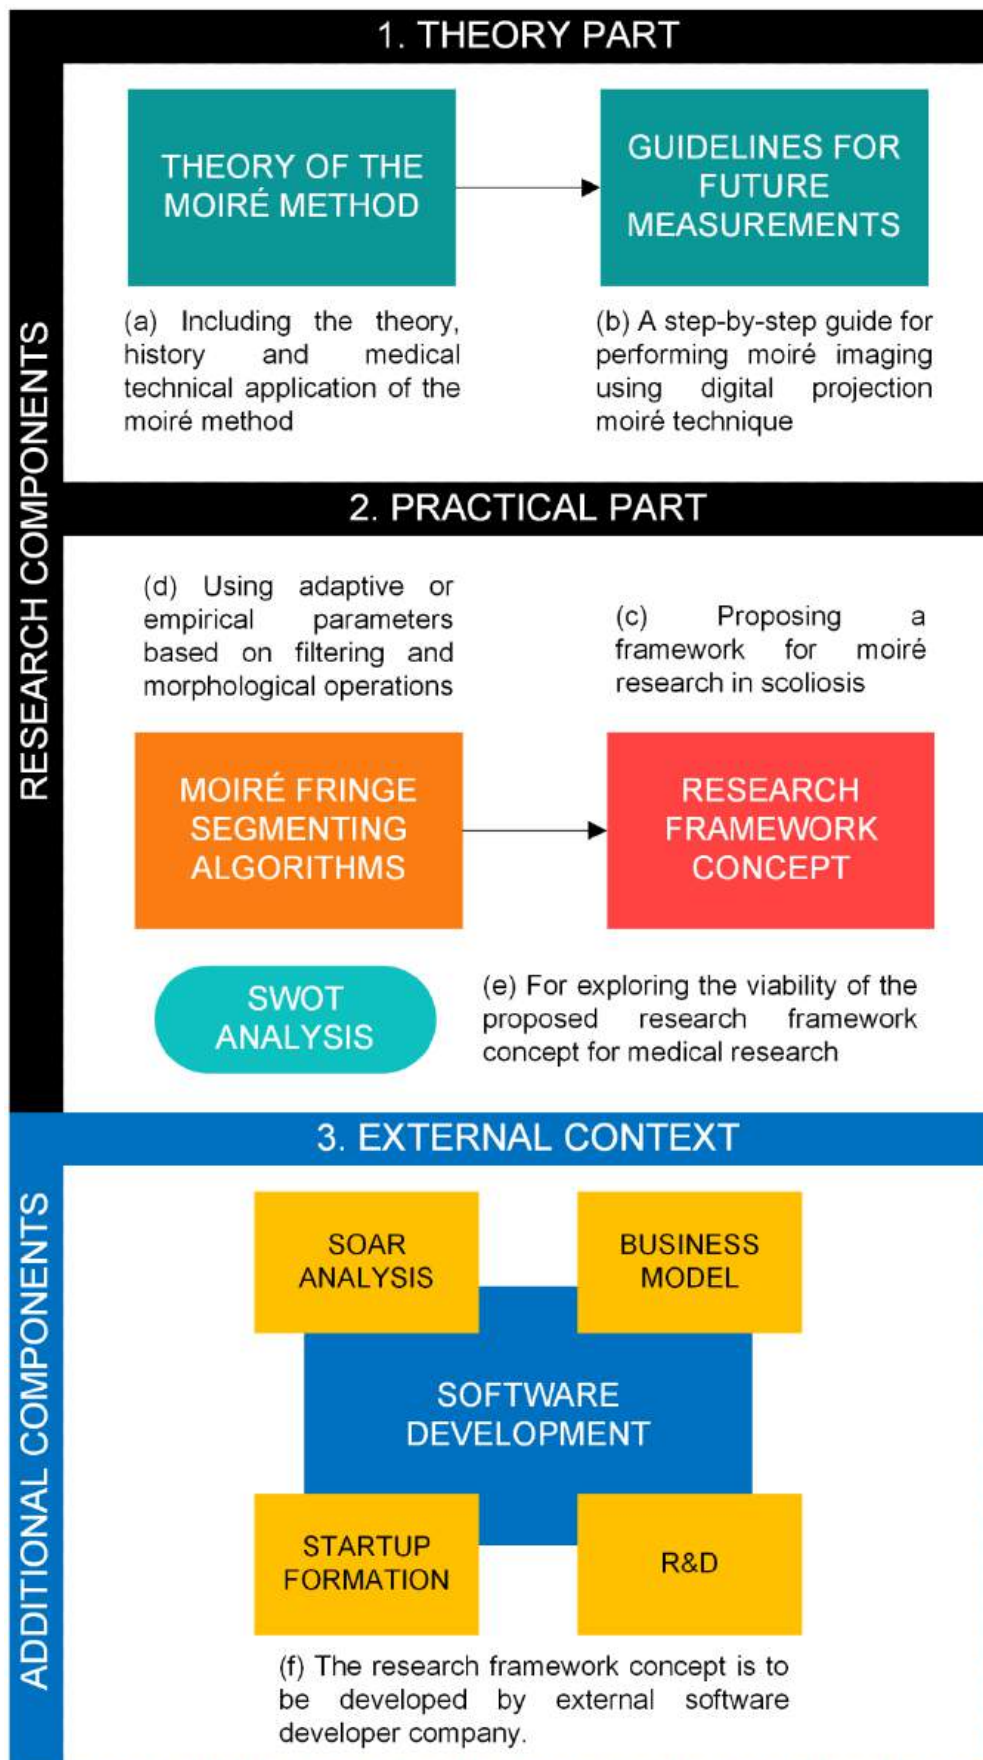 1. THEORY PART
RESEARCH COMPONENTS
THEORY OF THE
MOIRÉ METHOD
GUIDELINES FOR
FUTURE
MEASUREMENTS
(a) Including the theory,
history and medical
technical application of the
moiré method
(b) A step-by-step guide for
performing moiré imaging
using digital projection
moiré technique
2. PRACTICAL PART
(d) Using adaptive or
empirical parameters
based on filtering and
morphological operations
(c) Proposing a
framework for moiré
research in scoliosis
MOIRÉ FRINGE
SEGMENTING
ALGORITHMS
RESEARCH
FRAMEWORK
CONCEPT
SWOT
ANALYSIS
(e) For exploring the viability of the
proposed research framework
concept for medical research
3. EXTERNAL CONTEXT
ADDITIONAL COMPONENTS
SOAR
ANALYSIS
BUSINESS
MODEL
SOFTWARE
DEVELOPMENT
STARTUP
FORMATION
R&D
(f) The research framework concept is to
be developed by external software
developer company.